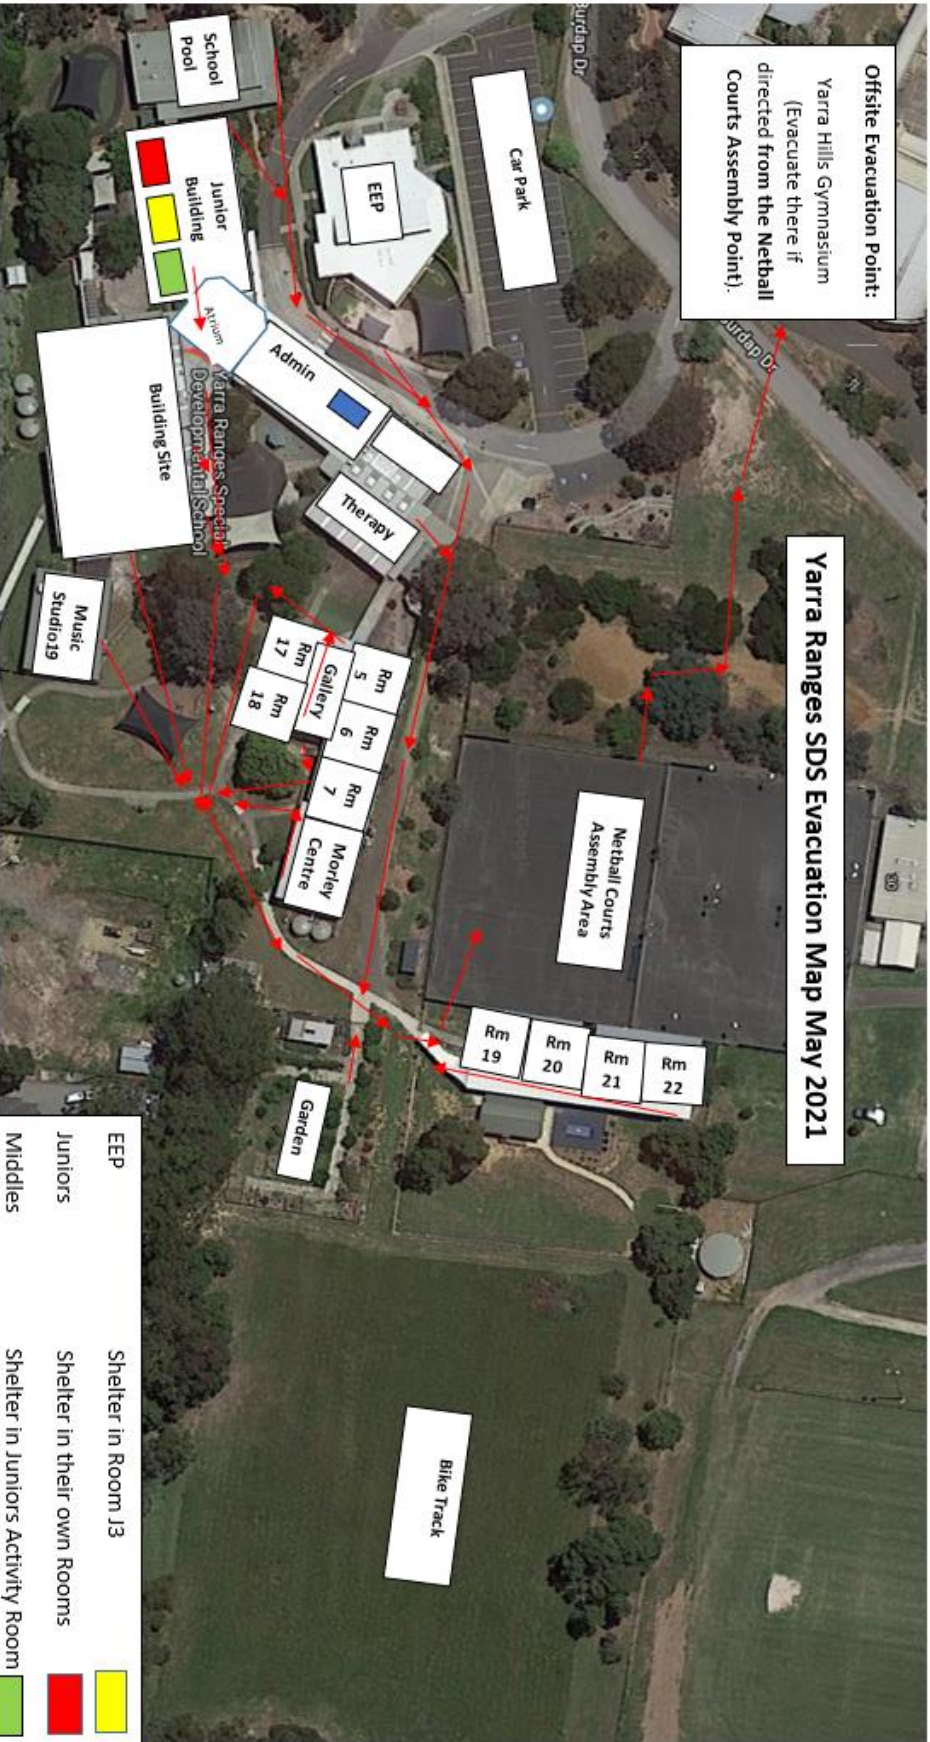 Yarra Ranges SDS Evacuation Map May 2021
Offsite Evacuation Point:
Yarra Hills Gymnasium
(Evacuate there if
directed from the Netball
Courts Assembly Point).
Burdap Dr
Burdap Dr
Car Park
EEP
School
Pool
Junior
Building
Atrium
Admin
Therapy
Building Site
Yarra Ranges Special
Developmental School
Music
Studio19
Rm
5
Rm
6
Rm
7
Morley
Centre
Gallery
Rm
17
Rm
18
Netball Courts
Assembly Area
Rm
19
Rm
20
Rm
21
Rm
22
Garden
Bike Track
EEP Shelter in Room J3
Juniors Shelter in their own Rooms
Middles Shelter in Juniors Activity Room